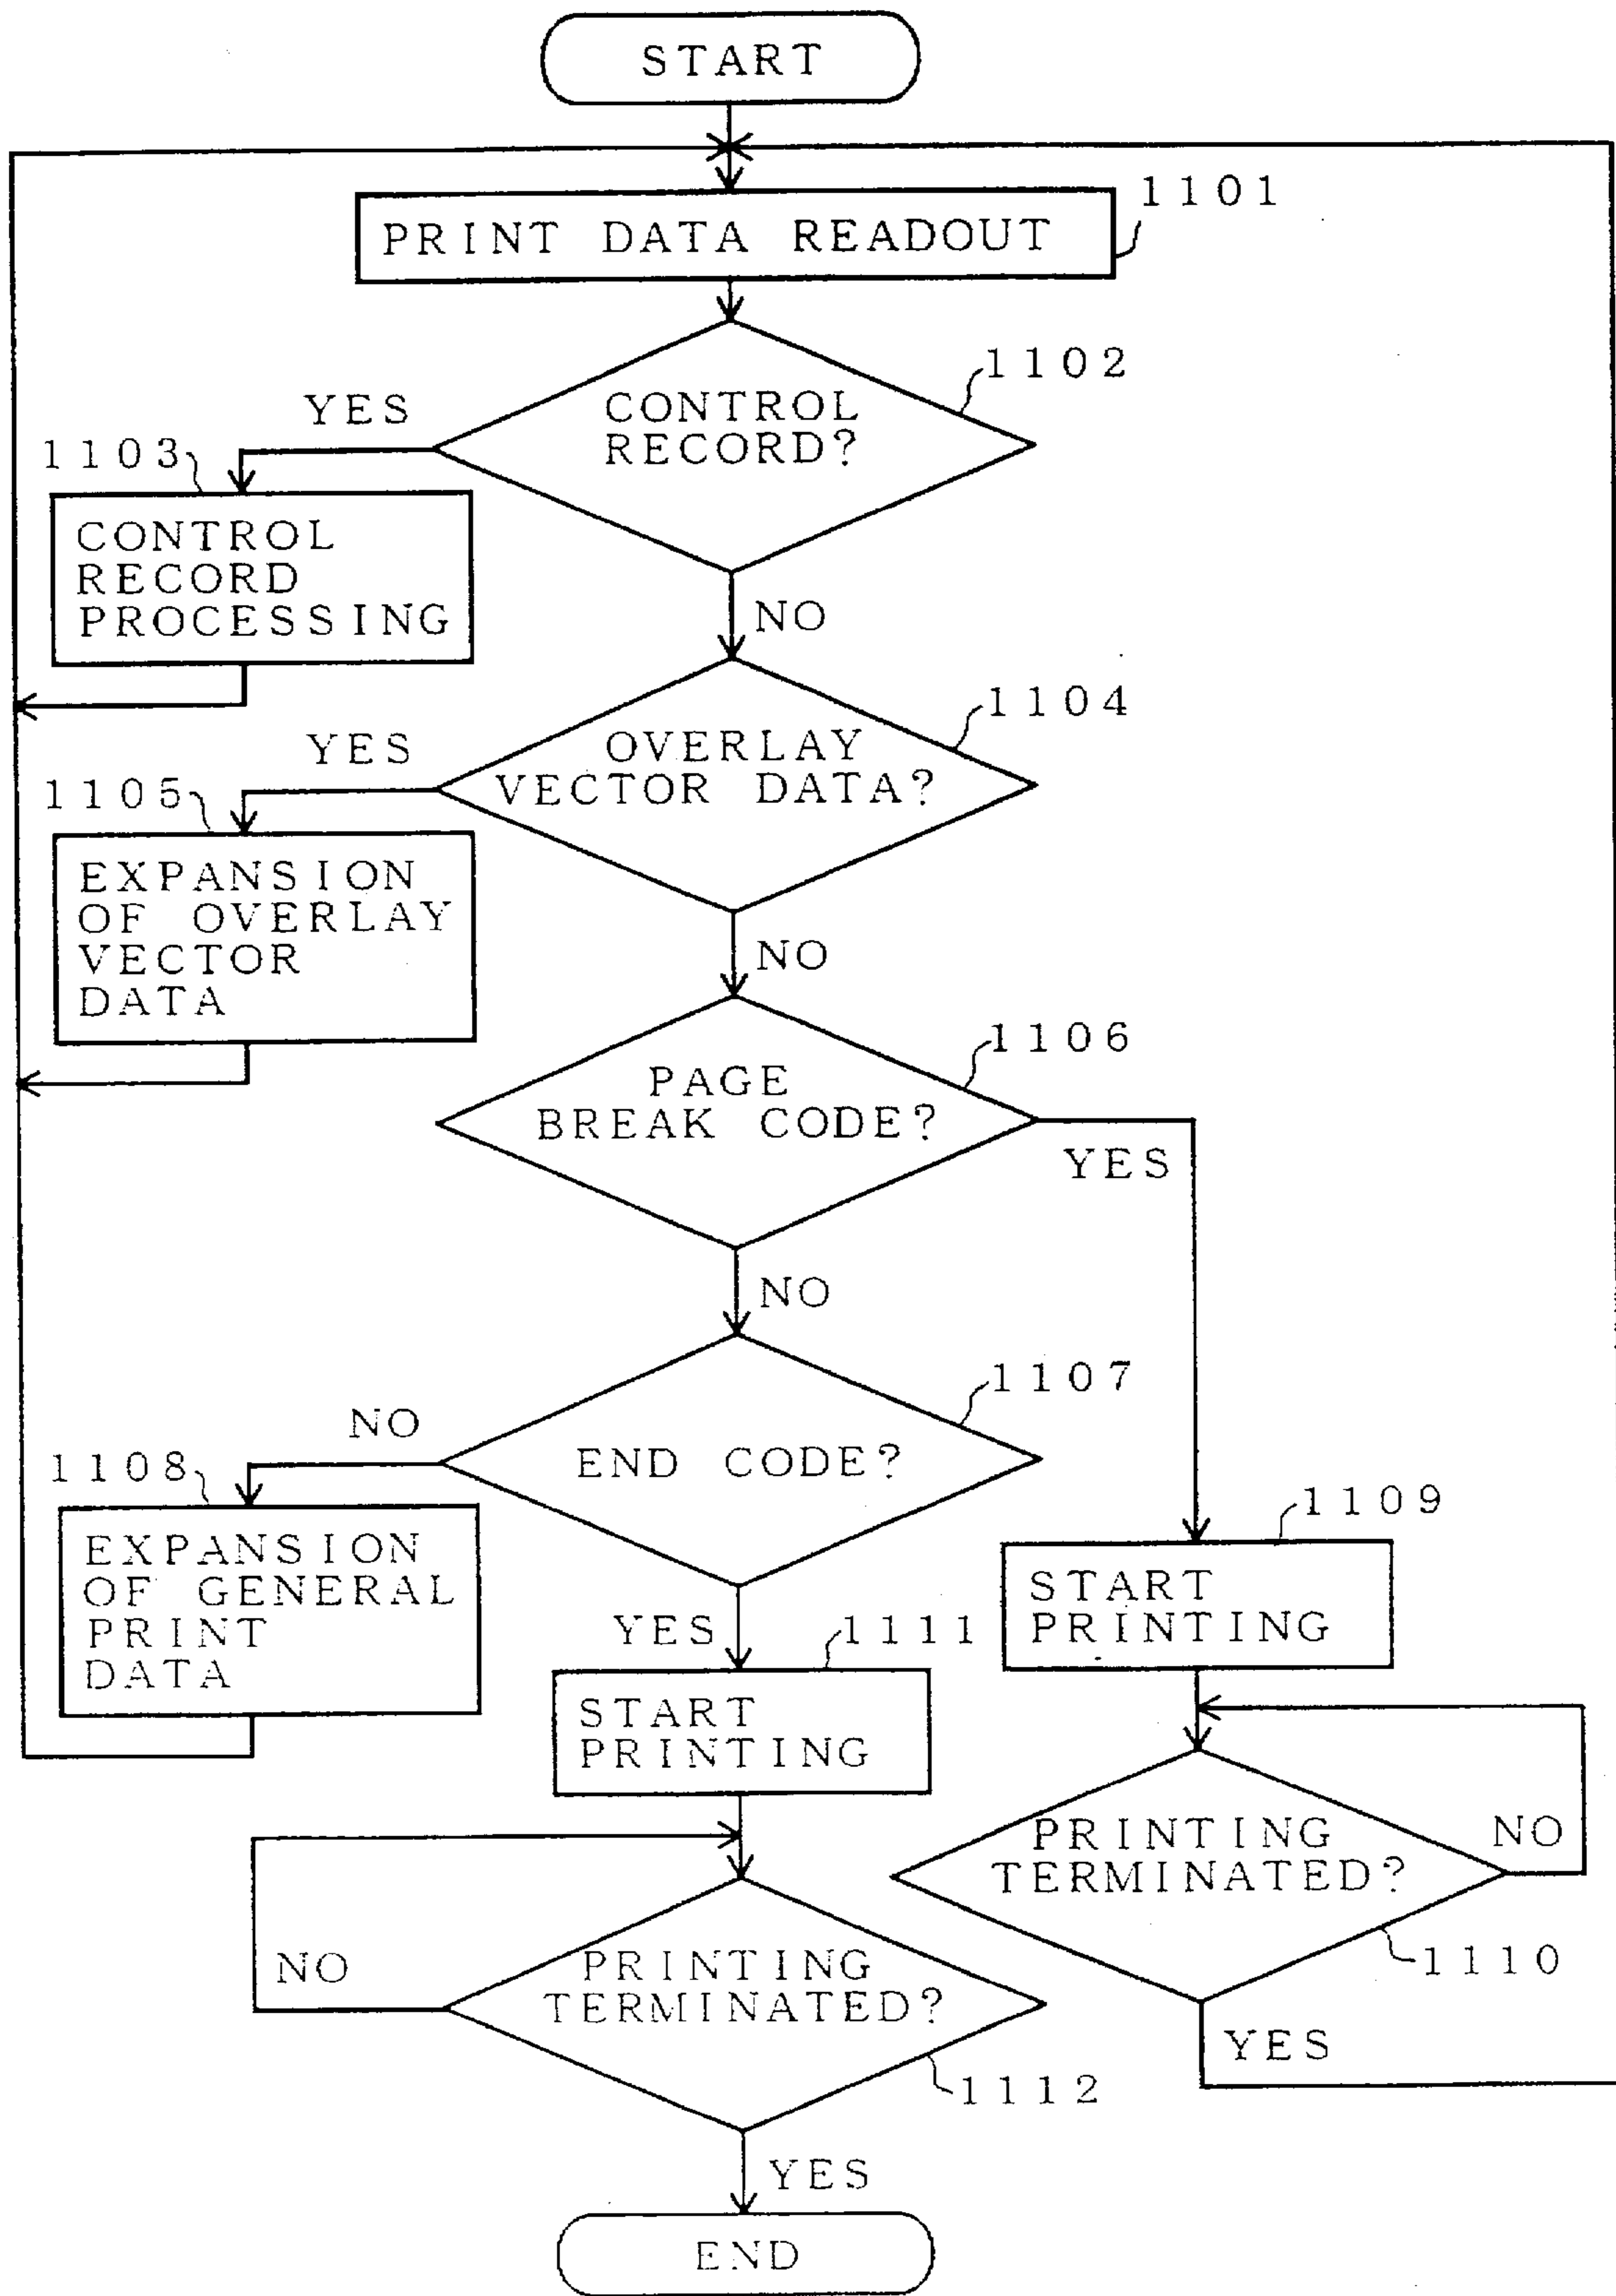 START
1101
PRINT DATA READOUT
1102
CONTROL
RECORD?
YES
1103
CONTROL
RECORD
PROCESSING
NO
1104
OVERLAY
VECTOR DATA?
YES
1105
EXPANSION
OF OVERLAY
VECTOR
DATA
NO
1106
PAGE
BREAK CODE?
YES
NO
1107
END CODE?
NO
1108
EXPANSION
OF GENERAL
PRINT
DATA
YES
1111
START
PRINTING
1109
START
PRINTING
PRINTING
TERMINATED?
NO
1110
YES
PRINTING
TERMINATED?
NO
1112
YES
END